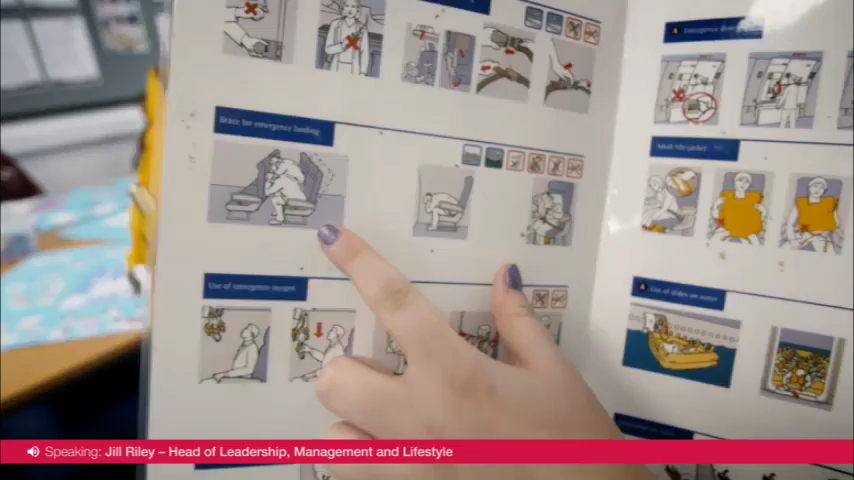 Brace for emergency landing
Use of emergency oxygen
Adult life-jacket
Use of slides on water
Speaking: Jill Riley – Head of Leadership, Management and Lifestyle